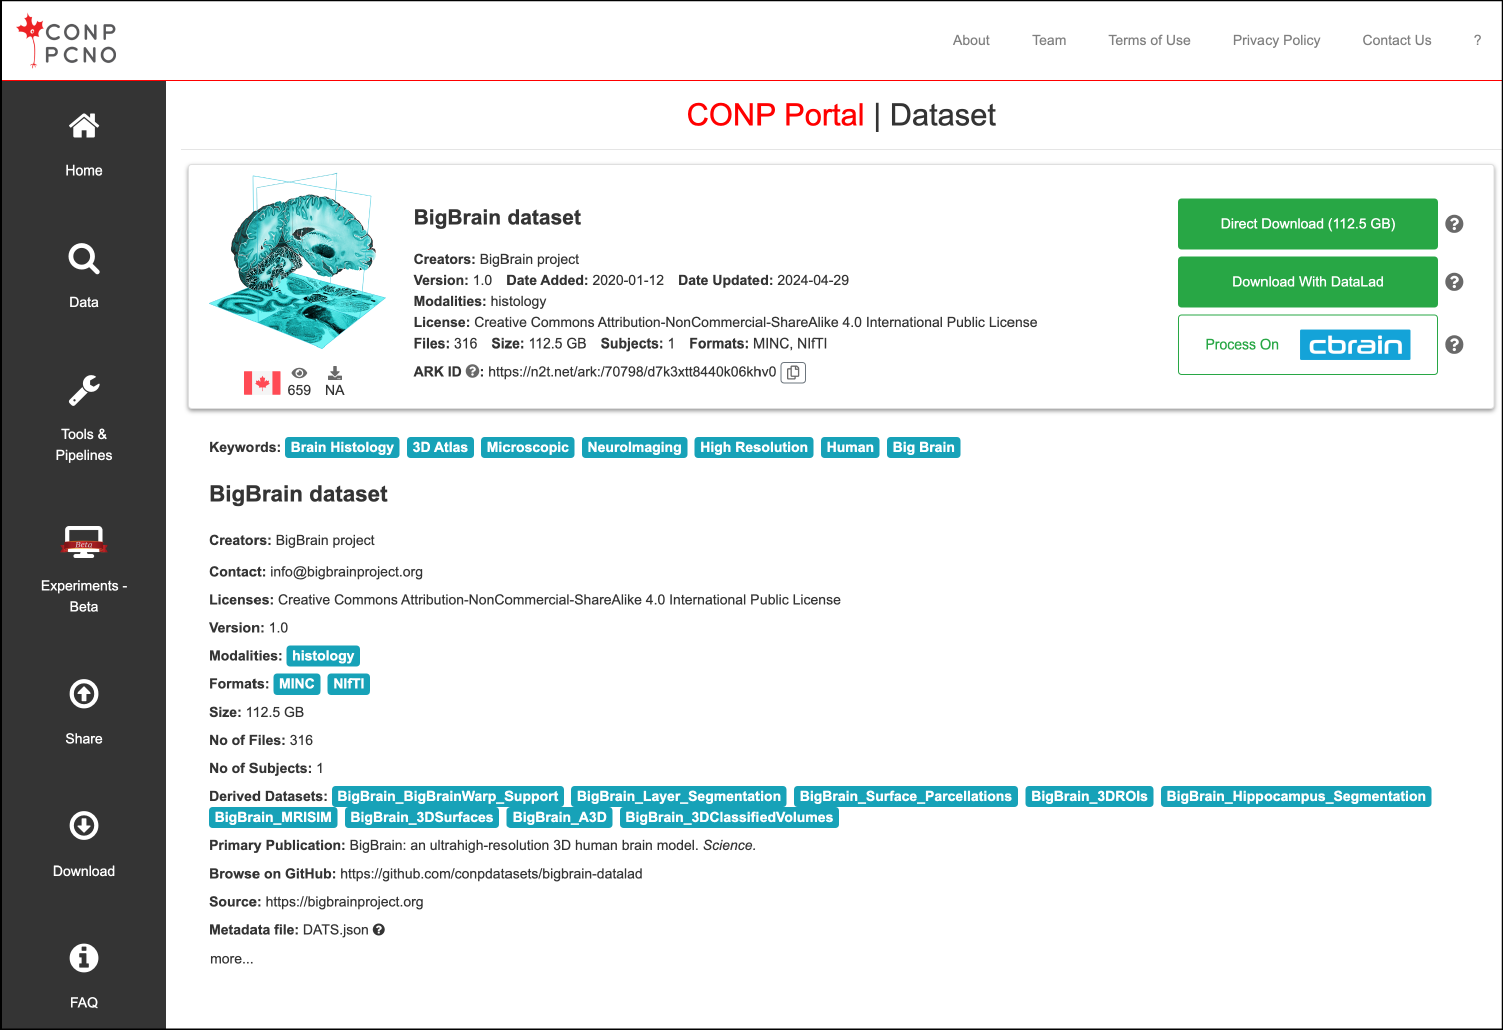 CONP
PCNO
About Team Terms of Use Privacy Policy Contact Us ?
Home
Data
Tools &
Pipelines
Beta
Experiments -
Beta
Share
Download
FAQ
CONP Portal | Dataset
BigBrain dataset
Creators: BigBrain project
Version: 1.0 Date Added: 2020-01-12 Date Updated: 2024-04-29
Modalities: histology
License: Creative Commons Attribution-NonCommercial-ShareAlike 4.0 International Public License
Files: 316 Size: 112.5 GB Subjects: 1 Formats: MINC, NIfTI
ARK ID ?: https://n2t.net/ark:/70798/d7k3xtt8440k06khv0
659 NA
Direct Download (112.5 GB) ?
Download With DataLad ?
Process On cbrain ?
Keywords: Brain Histology 3D Atlas Microscopic NeuroImaging High Resolution Human Big Brain
BigBrain dataset
Creators: BigBrain project
Contact: info@bigbrainproject.org
Licenses: Creative Commons Attribution-NonCommercial-ShareAlike 4.0 International Public License
Version: 1.0
Modalities: histology
Formats: MINC NIfTI
Size: 112.5 GB
No of Files: 316
No of Subjects: 1
Derived Datasets: BigBrain_BigBrainWarp_Support BigBrain_Layer_Segmentation BigBrain_Surface_Parcellations BigBrain_3DROIs BigBrain_Hippocampus_Segmentation
BigBrain_MRISIM BigBrain_3DSurfaces BigBrain_A3D BigBrain_3DClassifiedVolumes
Primary Publication: BigBrain: an ultrahigh-resolution 3D human brain model. Science.
Browse on GitHub: https://github.com/conpdatasets/bigbrain-datalad
Source: https://bigbrainproject.org
Metadata file: DATS.json ?
more...